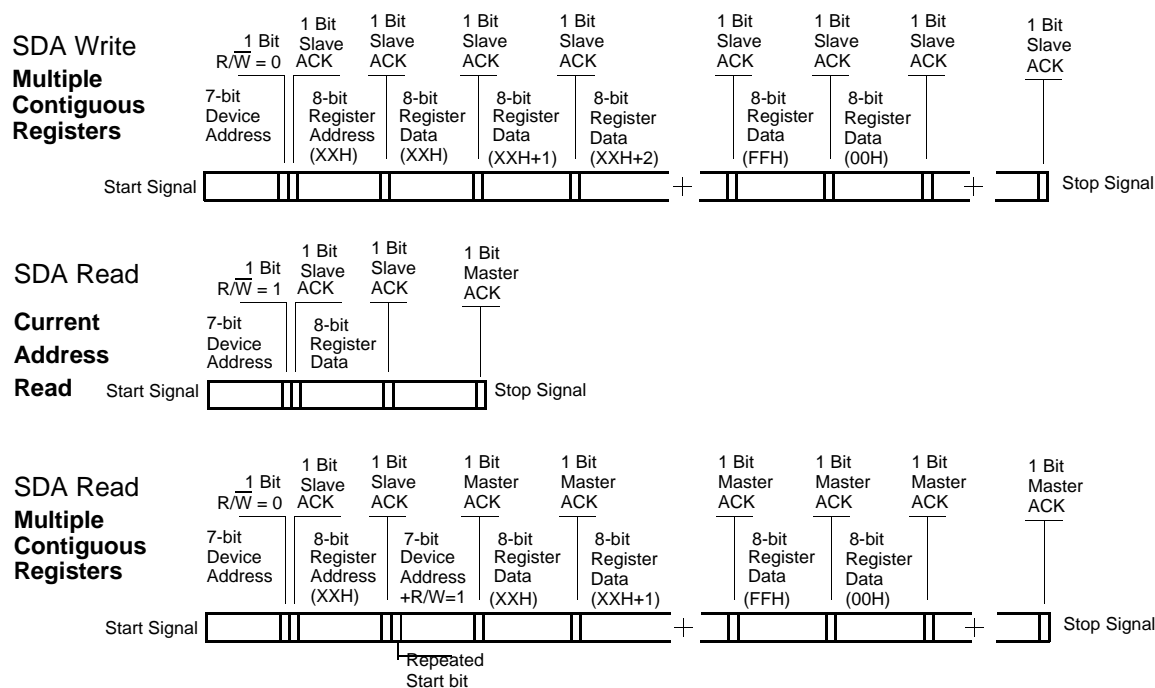 SDA Write
Multiple
Contiguous
Registers
1 Bit
R/W̅ = 0
1 Bit
Slave
ACK
1 Bit
Slave
ACK
1 Bit
Slave
ACK
1 Bit
Slave
ACK
1 Bit
Slave
ACK
1 Bit
Slave
ACK
1 Bit
Slave
ACK
1 Bit
Slave
ACK
7-bit
Device
Address
8-bit
Register
Address
(XXH)
8-bit
Register
Data
(XXH)
8-bit
Register
Data
(XXH+1)
8-bit
Register
Data
(XXH+2)
8-bit
Register
Data
(FFH)
8-bit
Register
Data
(00H)
Start Signal
Stop Signal
SDA Read
Current
Address
Read
1 Bit
R/W̅ = 1
1 Bit
Slave
ACK
1 Bit
Slave
ACK
1 Bit
Master
ACK
7-bit
Device
Address
8-bit
Register
Data
Start Signal
Stop Signal
SDA Read
Multiple
Contiguous
Registers
1 Bit
R/W̅ = 0
1 Bit
Slave
ACK
1 Bit
Slave
ACK
1 Bit
Master
ACK
1 Bit
Master
ACK
1 Bit
Master
ACK
1 Bit
Master
ACK
1 Bit
Master
ACK
1 Bit
Master
ACK
7-bit
Device
Address
8-bit
Register
Address
(XXH)
7-bit
Device
Address
+R/W=1
8-bit
Register
Data
(XXH)
8-bit
Register
Data
(XXH+1)
8-bit
Register
Data
(FFH)
8-bit
Register
Data
(00H)
Start Signal
Stop Signal
Repeated
Start bit